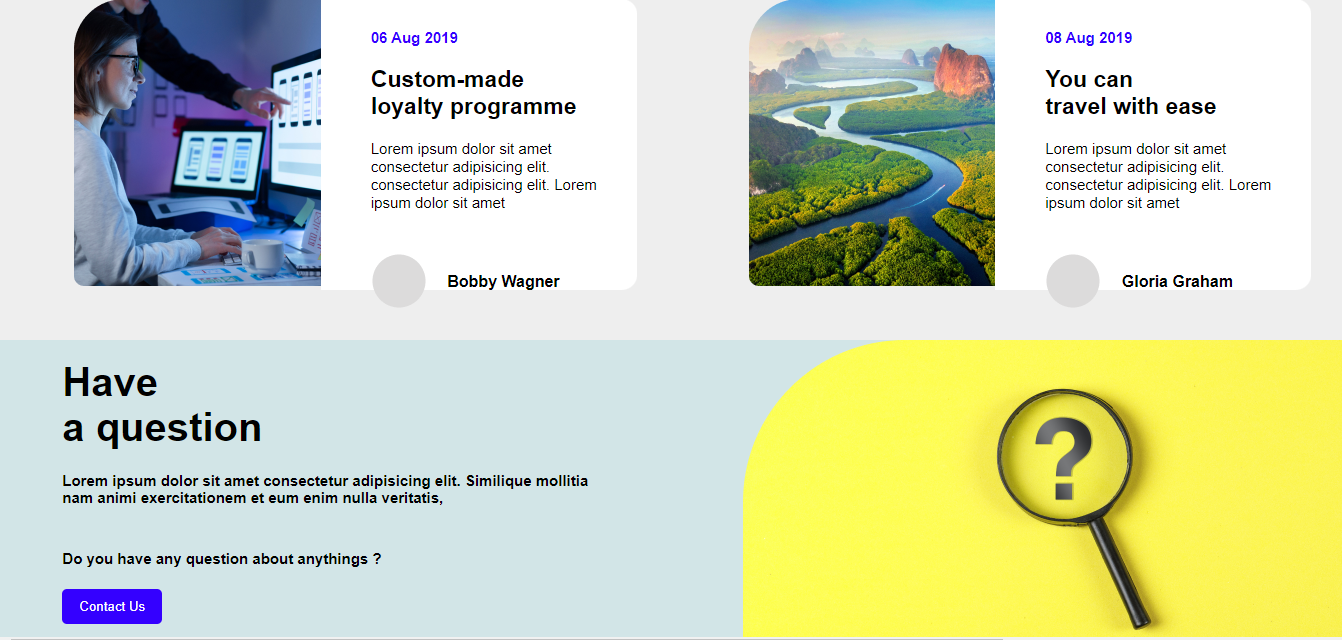 06 Aug 2019
Custom-made
loyalty programme
Lorem ipsum dolor sit amet
consectetur adipisicing elit.
consectetur adipisicing elit. Lorem
ipsum dolor sit amet
Bobby Wagner
08 Aug 2019
You can
travel with ease
Lorem ipsum dolor sit amet
consectetur adipisicing elit.
consectetur adipisicing elit. Lorem
ipsum dolor sit amet
Gloria Graham
Have
a question
Lorem ipsum dolor sit amet consectetur adipisicing elit. Similique mollitia
nam animi exercitationem et eum enim nulla veritatis,
Do you have any question about anythings ?
Contact Us
?